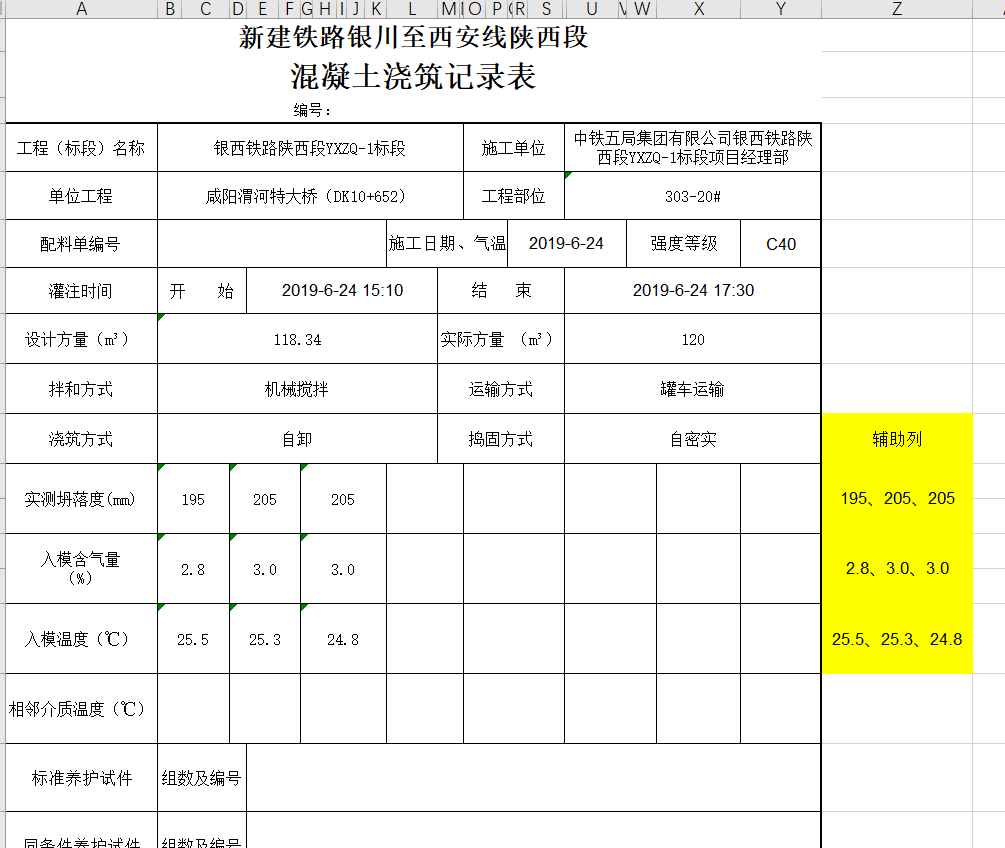 A B C D E F G H I J K L M O P R S U W X Y Z
新建铁路银川至西安线陕西段
混凝土浇筑记录表
编号：
工程（标段）名称 银西铁路陕西段YXZQ-1标段 施工单位 中铁五局集团有限公司银西铁路陕
西段YXZQ-1标段项目经理部
单位工程 咸阳渭河特大桥（DK10+652） 工程部位 303-20#
配料单编号 施工日期、气温 2019-6-24 强度等级 C40
灌注时间 开 始 2019-6-24 15:10 结 束 2019-6-24 17:30
设计方量（m³） 118.34 实际方量 （m³） 120
拌和方式 机械搅拌 运输方式 罐车运输
浇筑方式 自卸 捣固方式 自密实 辅助列
实测坍落度(mm) 195 205 205 195、205、205
入模含气量
（%） 2.8 3.0 3.0 2.8、3.0、3.0
入模温度（℃） 25.5 25.3 24.8 25.5、25.3、24.8
相邻介质温度（℃）
标准养护试件 组数及编号
同条件养护试件 组数及编号